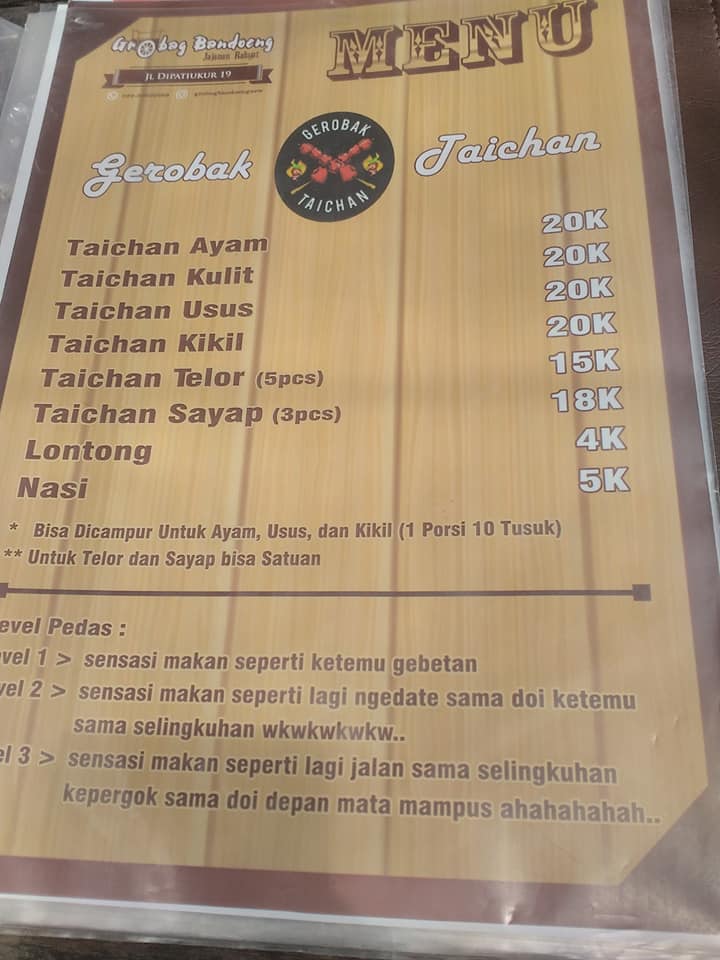 Grobag Bandoeng
Jajanan Rakyat
JL DIPATIUKUR 19
MENU
Gerobak
GEROBAK
TAICHAN
Taichan
Taichan Ayam 20K
Taichan Kulit 20K
Taichan Usus 20K
Taichan Kikil 20K
Taichan Telor (5pcs) 15K
Taichan Sayap (3pcs) 18K
Lontong 4K
Nasi 5K
* Bisa Dicampur Untuk Ayam, Usus, dan Kikil (1 Porsi 10 Tusuk)
** Untuk Telor dan Sayap bisa Satuan
evel Pedas :
vel 1 > sensasi makan seperti ketemu gebetan
vel 2 > sensasi makan seperti lagi ngedate sama doi ketemu
sama selingkuhan wkwkwkwkw..
el 3 > sensasi makan seperti lagi jalan sama selingkuhan
kepergok sama doi depan mata mampus ahahahahah..